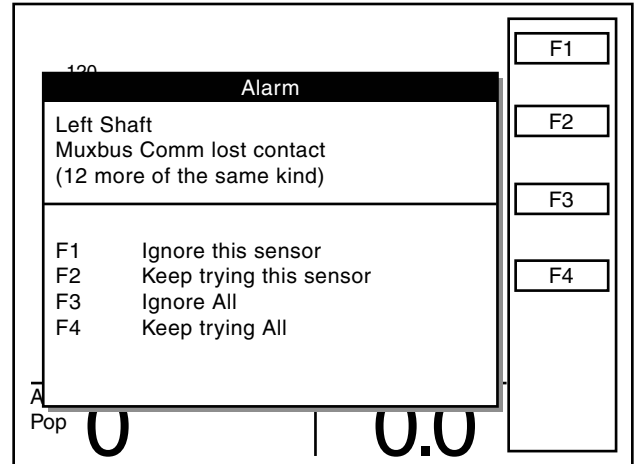 120
Alarm
Left Shaft
Muxbus Comm lost contact
(12 more of the same kind)
F1 Ignore this sensor
F2 Keep trying this sensor
F3 Ignore All
F4 Keep trying All
Pop 0 0.0
F1
F2
F3
F4